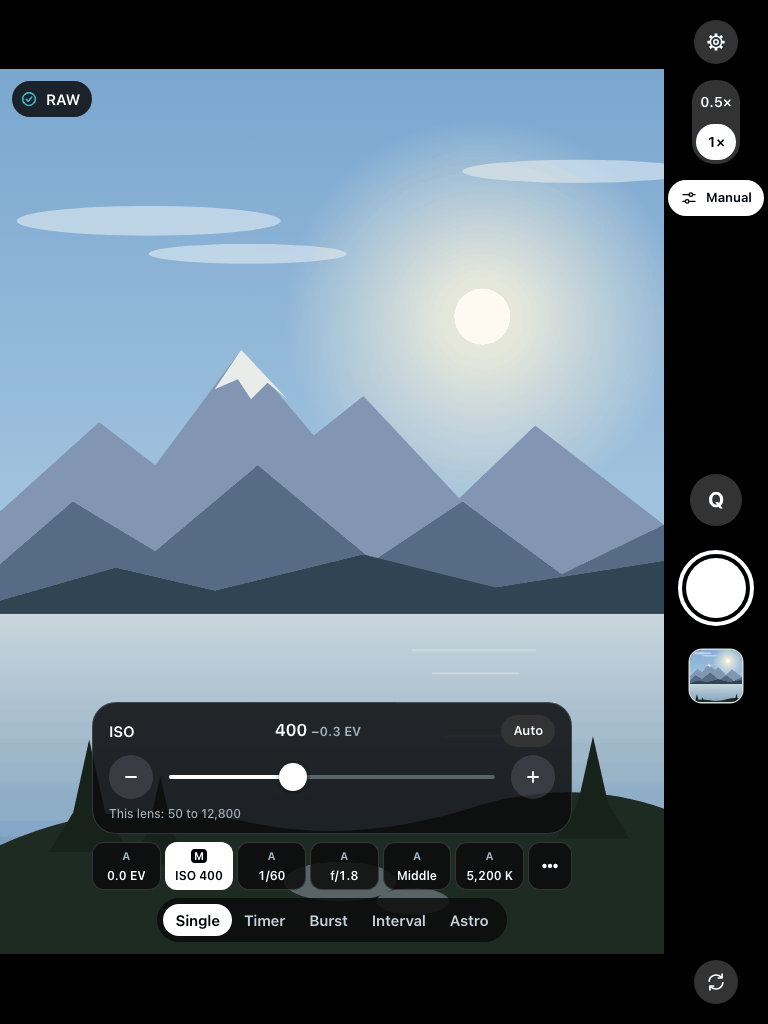 RAW
0.5×
1×
Manual
Q
ISO 400 −0.3 EV Auto
This lens: 50 to 12,800
A A A A A A
M
0.0 EV ISO 400 1/60 f/1.8 Middle 5,200 K
Single Timer Burst Interval Astro